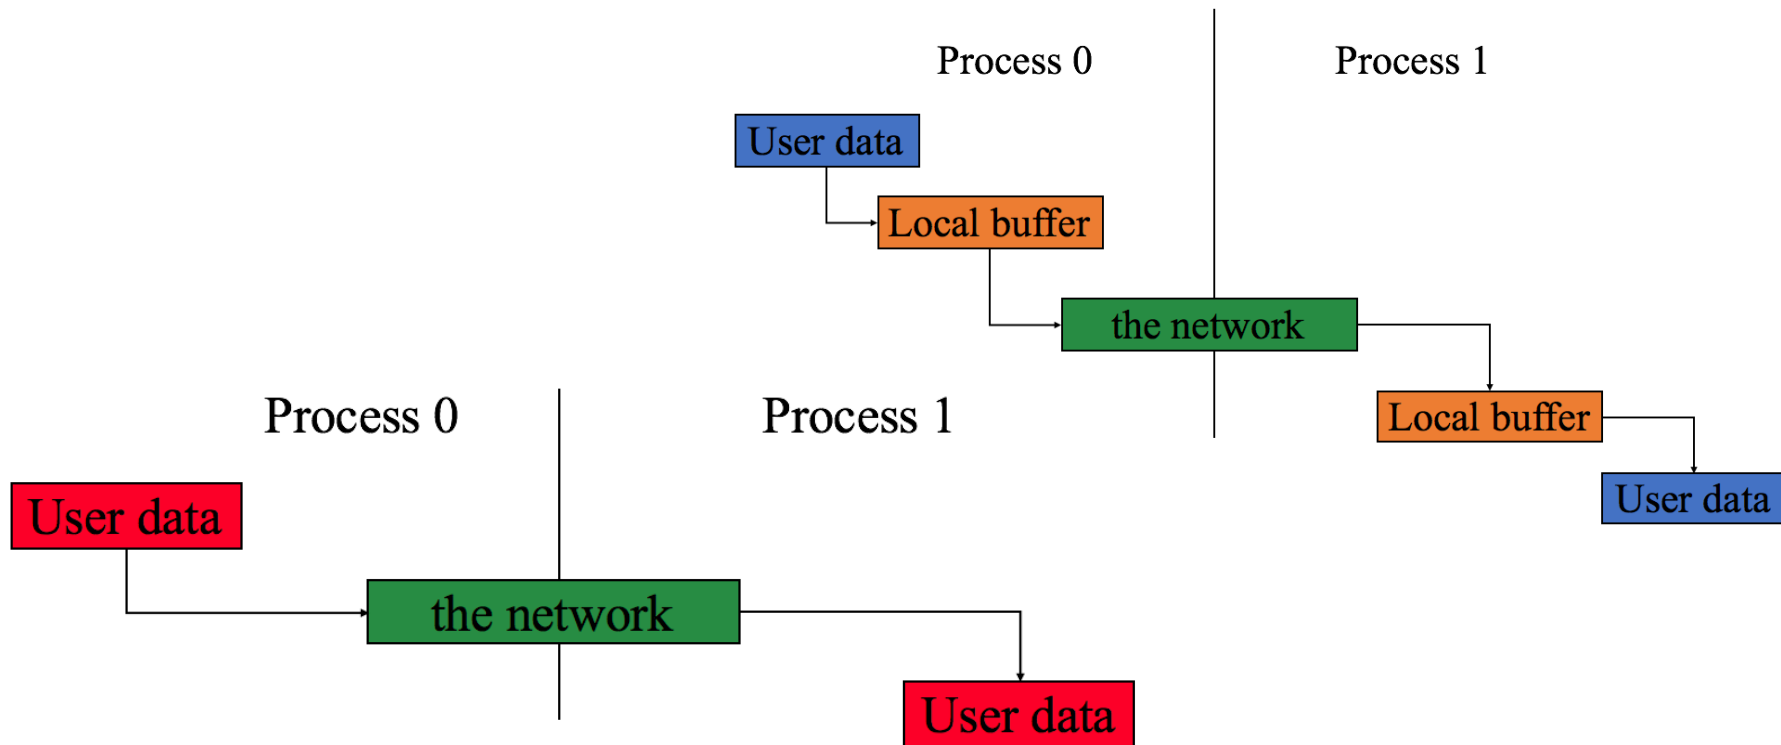 Process 0
Process 1
User data
Local buffer
the network
Local buffer
User data
Process 0
Process 1
User data
the network
User data